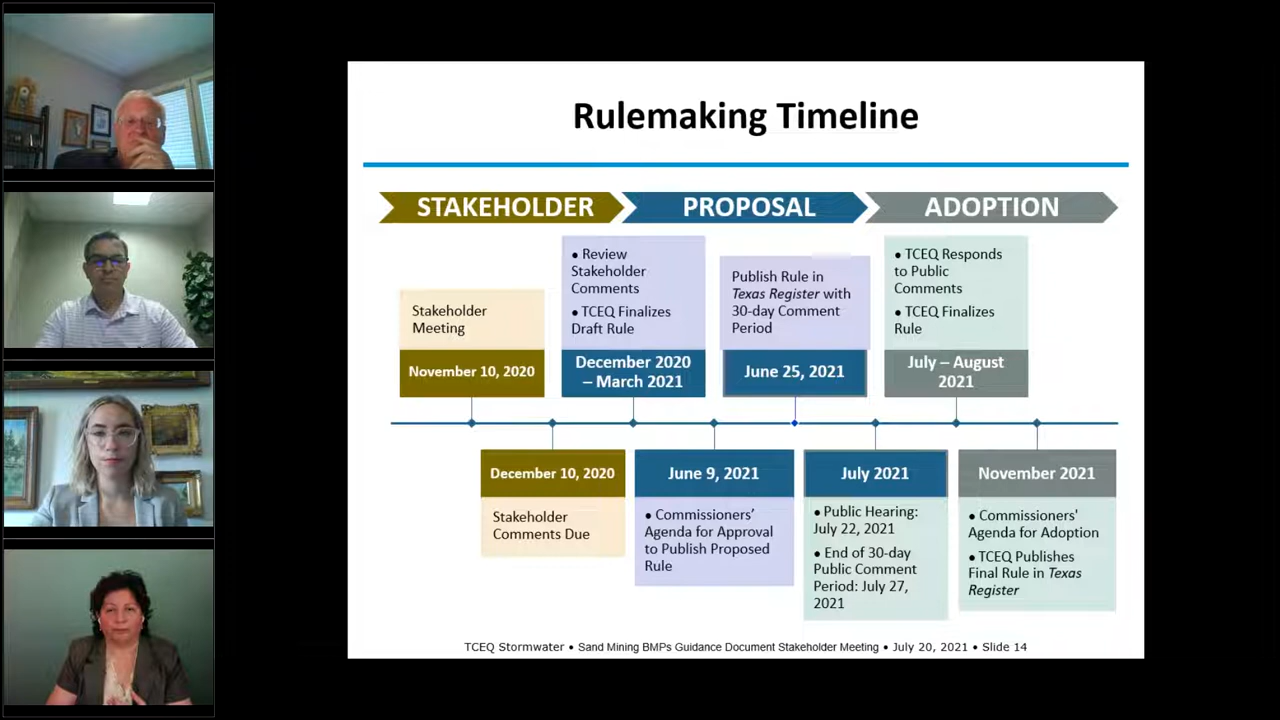 Rulemaking Timeline
STAKEHOLDER
PROPOSAL
ADOPTION
Stakeholder
Meeting
November 10, 2020
• Review
Stakeholder
Comments
• TCEQ Finalizes
Draft Rule
December 2020
– March 2021
Publish Rule in
Texas Register with
30-day Comment
Period
June 25, 2021
• TCEQ Responds
to Public
Comments
• TCEQ Finalizes
Rule
July – August
2021
December 10, 2020
Stakeholder
Comments Due
June 9, 2021
• Commissioners’
Agenda for Approval
to Publish Proposed
Rule
July 2021
• Public Hearing:
July 22, 2021
• End of 30-day
Public Comment
Period: July 27,
2021
November 2021
• Commissioners'
Agenda for Adoption
• TCEQ Publishes
Final Rule in Texas
Register
TCEQ Stormwater • Sand Mining BMPs Guidance Document Stakeholder Meeting • July 20, 2021 • Slide 14